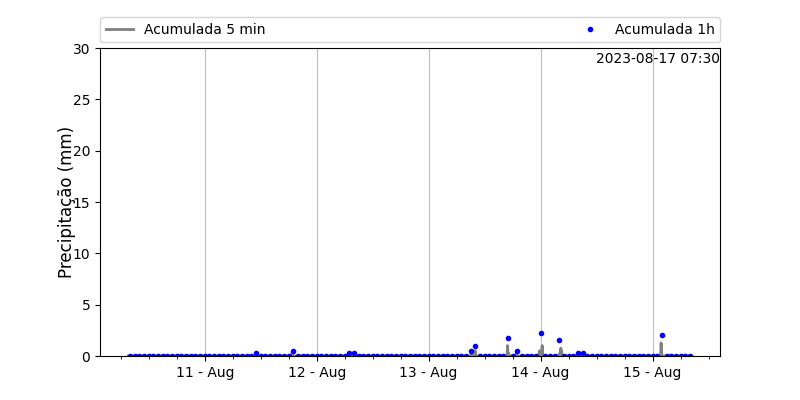 Acumulada 5 min
Acumulada 1h
2023-08-17 07:30
Precipitação (mm)
30
25
20
15
10
5
0
11 - Aug
12 - Aug
13 - Aug
14 - Aug
15 - Aug